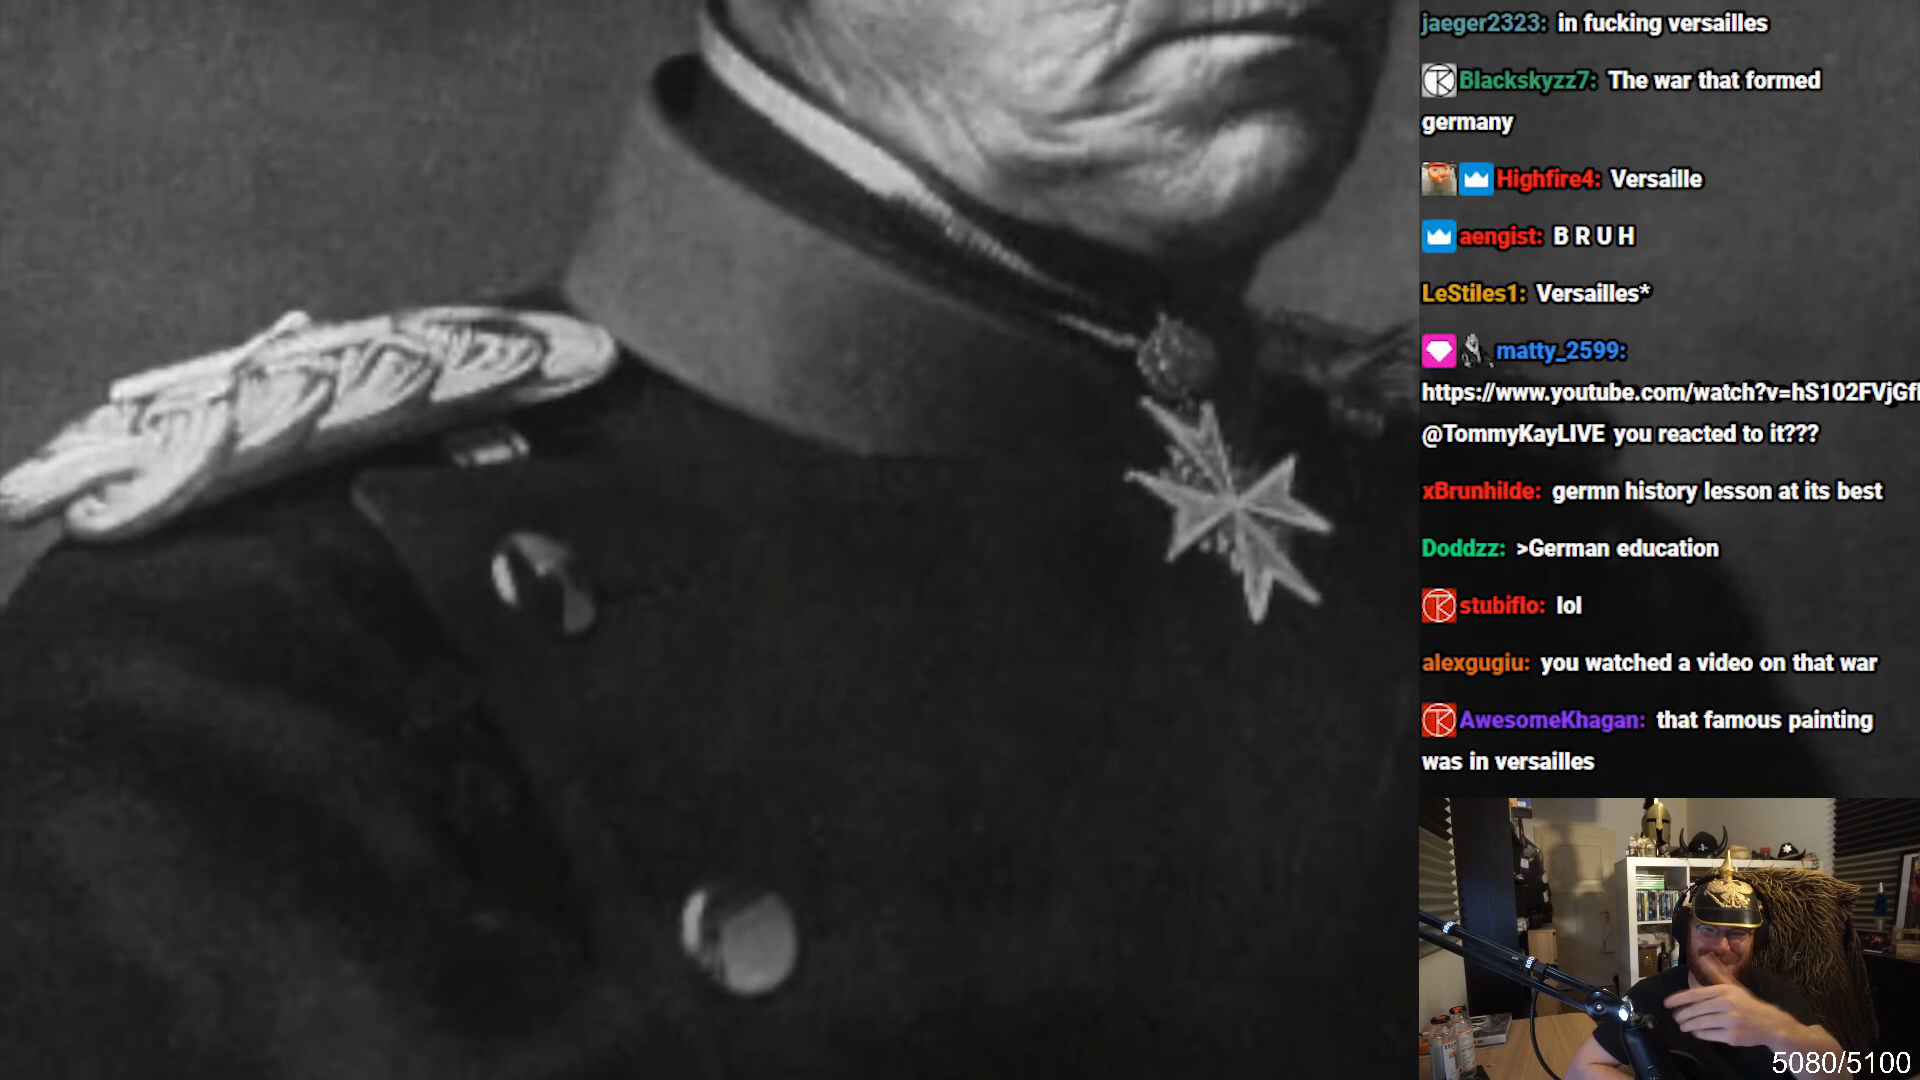 jaeger2323: in fucking versailles
Blackskyzz7: The war that formed
germany
Highfire4: Versaille
aengist: B R U H
LeStiles1: Versailles*
matty_2599:
https://www.youtube.com/watch?v=hS102FVjGf
@TommyKayLIVE you reacted to it???
xBrunhilde: germn history lesson at its best
Doddzz: >German education
stubiflo: lol
alexgugiu: you watched a video on that war
AwesomeKhagan: that famous painting
was in versailles
5080/5100